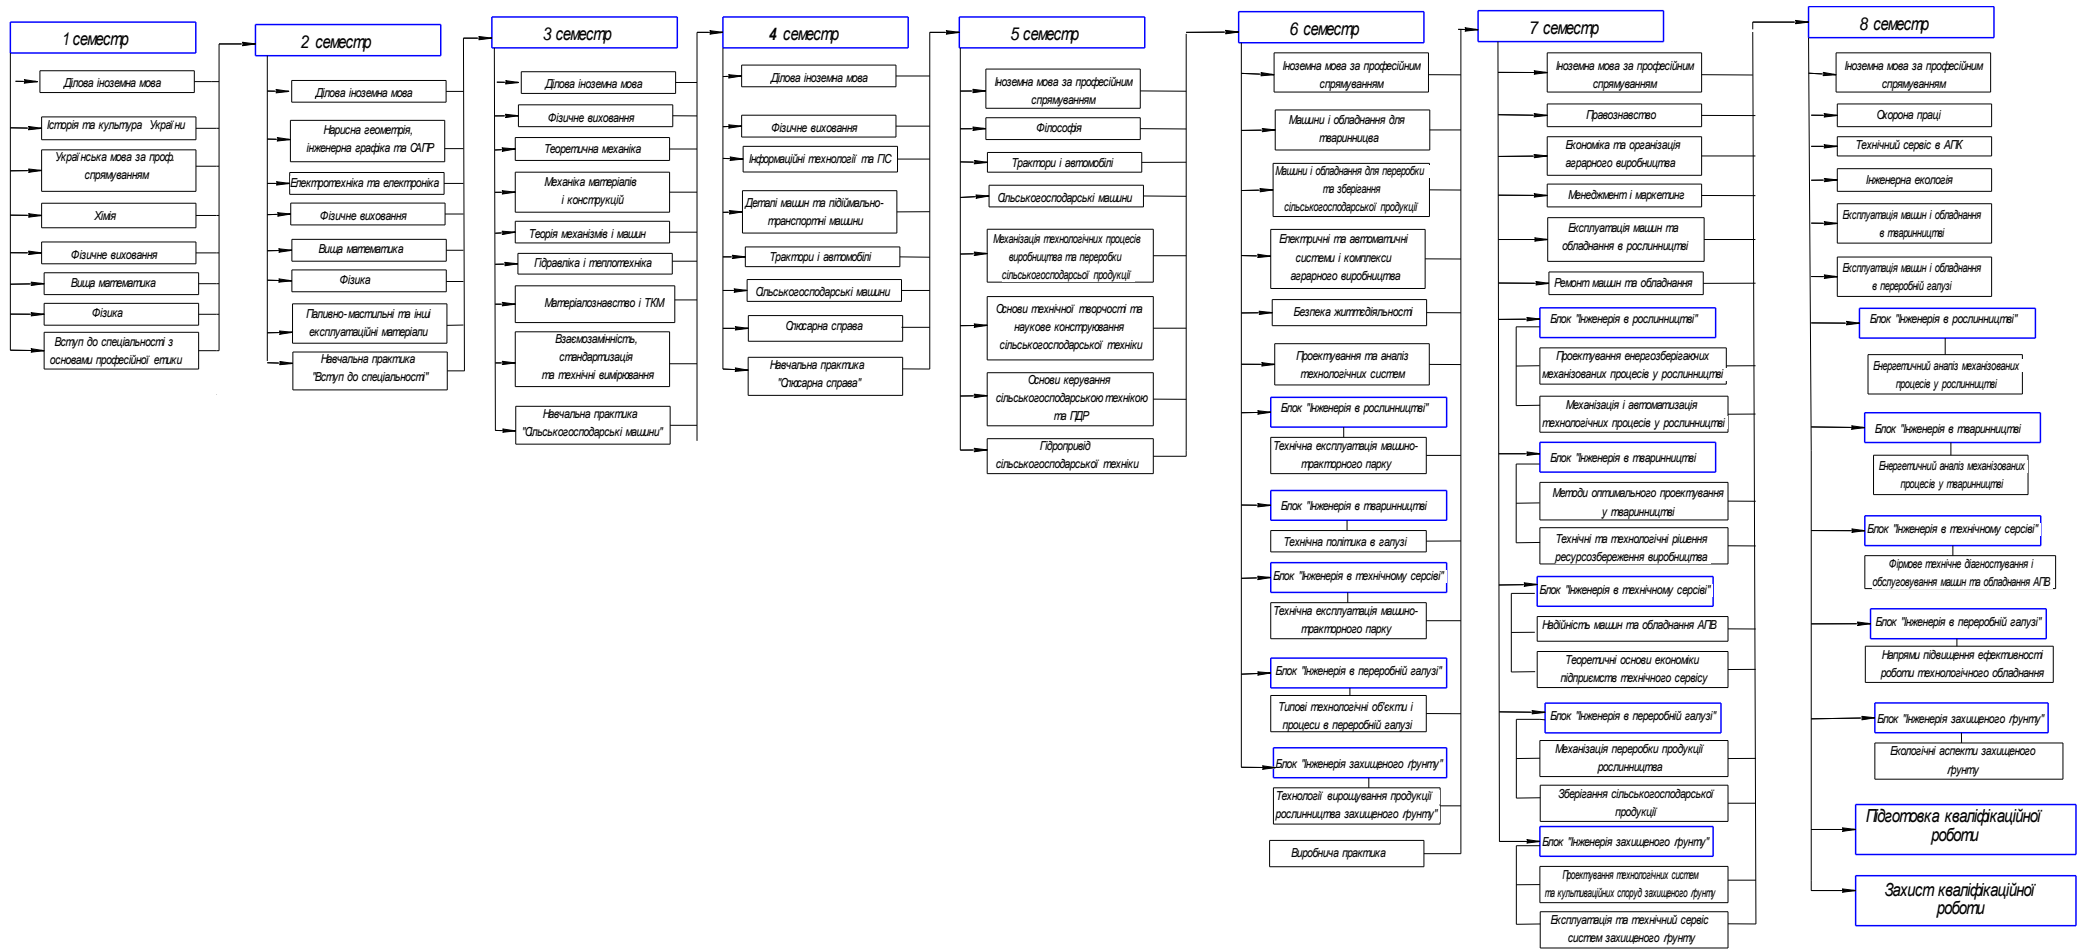 1 семестр
Ділова іноземна мова
Історія та культура України
Українська мова за проф.
спрямуванням
Хімія
Фізичне виховання
Вища математика
Фізика
Вступ до спеціальності з
основами професійної етики
2 семестр
Ділова іноземна мова
Нарисна геометрія,
інженерна графіка та САПР
Електротехніка та електроніка
Фізичне виховання
Вища математика
Фізика
Паливно-мастильні та інші
експлуатаційні матеріали
Навчальна практика
"Вступ до спеціальності"
3 семестр
Ділова іноземна мова
Фізичне виховання
Теоретична механіка
Механіка матеріалів
і конструкцій
Теорія механізмів і машин
Гідравліка і теплотехніка
Матеріалознавство і ТКМ
Взаємозамінність,
стандартизація
та технічні вимірювання
Навчальна практика
"Сільськогосподарські машини"
4 семестр
Ділова іноземна мова
Фізичне виховання
Інформаційні технології та ПС
Деталі машин та підіймально-
транспортні машини
Трактори і автомобілі
Сільськогосподарські машини
Слюсарна справа
Навчальна практика
"Слюсарна справа"
5 семестр
Іноземна мова за професійним
спрямуванням
Філософія
Трактори і автомобілі
Сільськогосподарські машини
Механізація технологічних процесів
виробництва та переробки
сільськогосподарсьої продукції
Основи технічної творчості та
наукове конструювання
сільськогосподарської техніки
Основи керування
сільськогосподарською технікою
та ПДР
Гідропривід
сільськогосподарської техніки
6 семестр
Іноземна мова за професійним
спрямуванням
Машини і обладнання для
тваринницва
Машини і обладнання для переробки
та зберігання
сільськогосподарської продукції
Електричні та автоматичні
системи і комплекси
аграрного виробництва
Безпека життєдіяльності
Проектування та аналіз
технологічних систем
Блок "Інженерія в рослинництві"
Технічна експлуатація машино-
тракторного парку
Блок "Інженерія в тваринництві
Технічна політика в галузі
Блок "Інженерія в технічному серсіві"
Технічна експлуатація машино-
тракторного парку
Блок "Інженерія в переробній галузі"
Типові технологічні об'єкти і
процеси в переробній галузі
Блок "Інженерія захищеного ґрунту"
Технології вирощування продукції
рослинництва захищеного ґрунту"
Виробнича практика
7 семестр
Іноземна мова за професійним
спрямуванням
Правознавство
Економіка та організація
аграрного виробництва
Менеджмент і маркетинг
Експлуатація машин та
обладнання в рослинництві
Ремонт машин та обладнання
Блок "Інженерія в рослинництві"
Проектування енергозберігаючих
механізованих процесів у рослинництві
Механізація і автоматизація
технологічних процесів у рослинництві
Блок "Інженерія в тваринництві
Методи оптимального проектування
у тваринництві
Технічні та технологічні рішення
ресурсозбереження виробництва
Блок "Інженерія в технічному серсіві"
Надійність машин та обладнання АПВ
Теоретичні основи економіки
підприємств технічного сервісу
Блок "Інженерія в переробній галузі"
Механізація переробки продукції
рослинництва
Зберігання сільськогосподарської
продукції
Блок "Інженерія захищеного ґрунту"
Проектування технологічних систем
та культиваційних споруд захищеного ґрунту
Експлуатація та технічний сервіс
систем захищеного ґрунту
8 семестр
Іноземна мова за професійним
спрямуванням
Охорона праці
Технічний сервіс в АПК
Інженерна екологія
Експлуатація машин і обладнання
в тваринництві
Експлуатація машин і обладнання
в переробній галузі
Блок "Інженерія в рослинництві"
Енергетичний аналіз механізованих
процесів у рослинництві
Блок "Інженерія в тваринництві
Енергетичний аналіз механізованих
процесів у тваринництві
Блок "Інженерія в технічному серсіві"
Фірмове технічне діагностування і
обслуговування машин та обладнання АПВ
Блок "Інженерія в переробній галузі"
Напрями підвищення ефективності
роботи технологічного обладнання
Блок "Інженерія захищеного ґрунту"
Екологічні аспекти захищеного
ґрунту
Підготовка кваліфікаційної
роботи
Захист кваліфікаційної
роботи